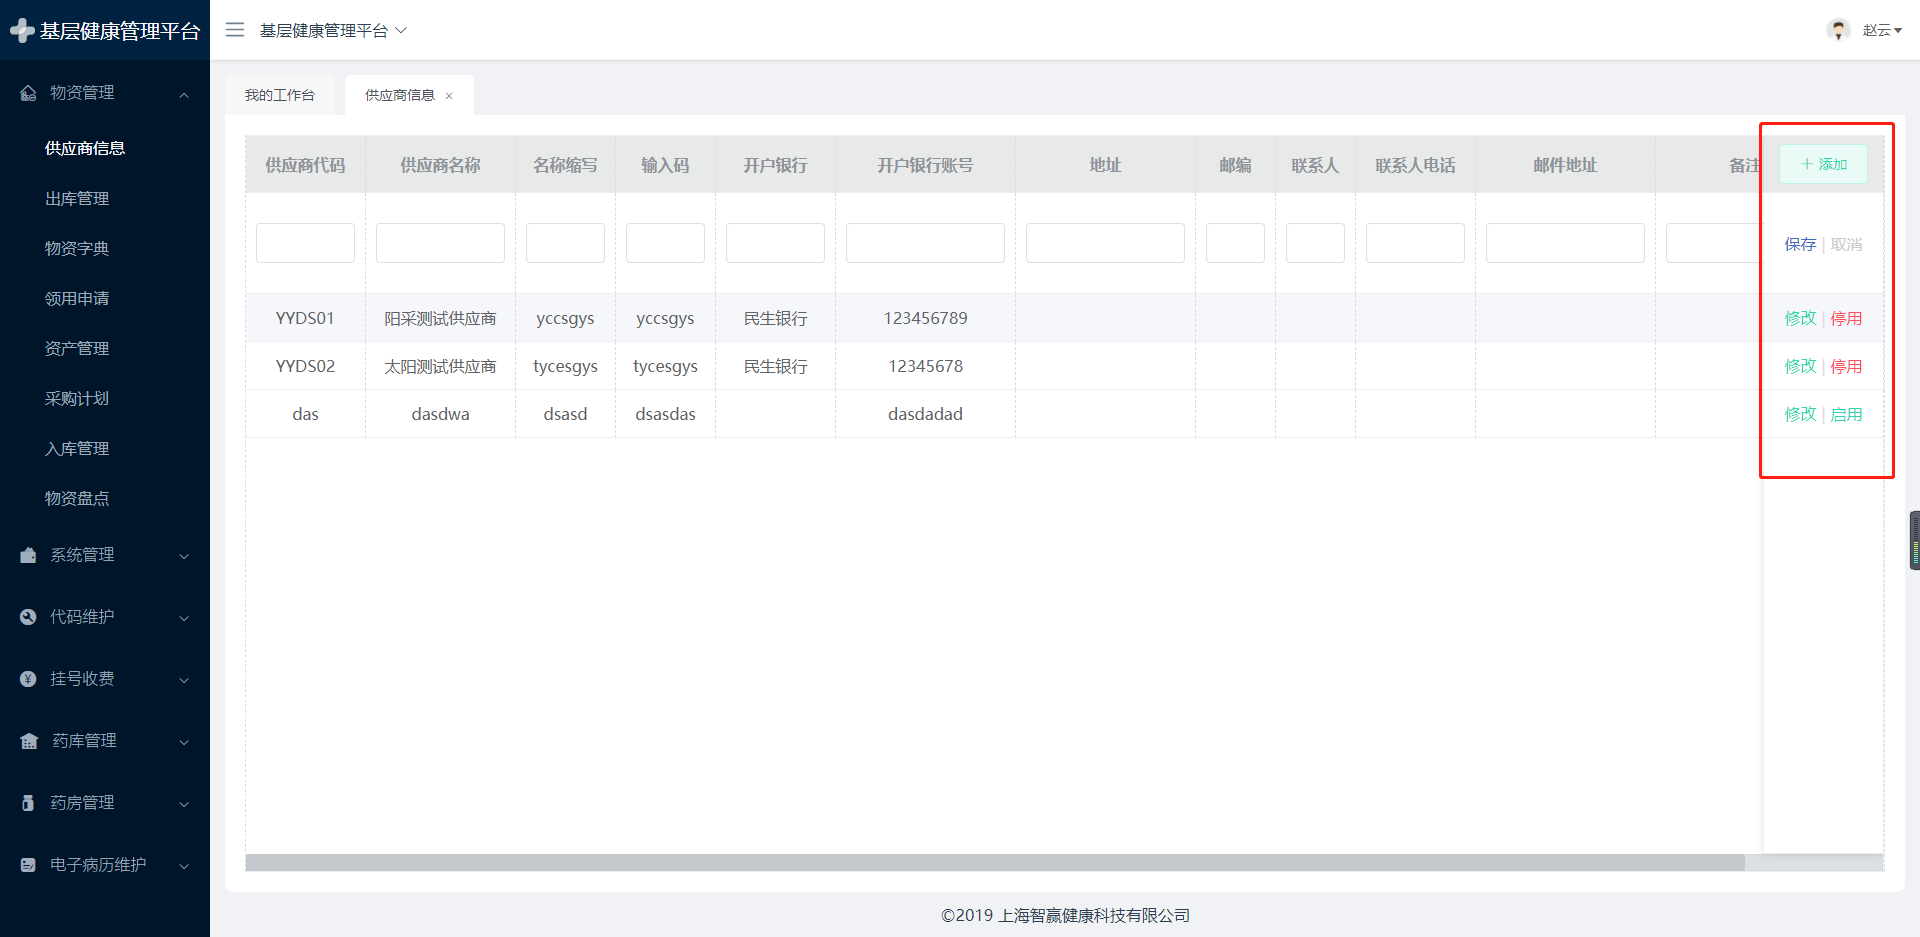 基层健康管理平台
基层健康管理平台
赵云
物资管理
供应商信息
出库管理
物资字典
领用申请
资产管理
采购计划
入库管理
物资盘点
系统管理
代码维护
挂号收费
药库管理
药房管理
电子病历维护
我的工作台 供应商信息 ×
供应商代码 供应商名称 名称缩写 输入码 开户银行 开户银行账号 地址 邮编 联系人 联系人电话 邮件地址 备注 + 添加
保存 | 取消
YYDS01 阳采测试供应商 yccsgys yccsgys 民生银行 123456789 修改 | 停用
YYDS02 太阳测试供应商 tycesgys tycesgys 民生银行 12345678 修改 | 停用
das dasdwa dsasd dsasdas dasdadad 修改 | 启用
©2019 上海智赢健康科技有限公司